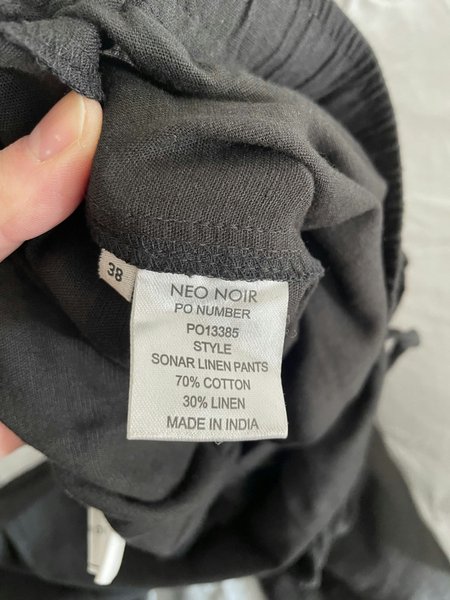 38
NEO NOIR
PO NUMBER
PO13385
STYLE
SONAR LINEN PANTS
70% COTTON
30% LINEN
MADE IN INDIA